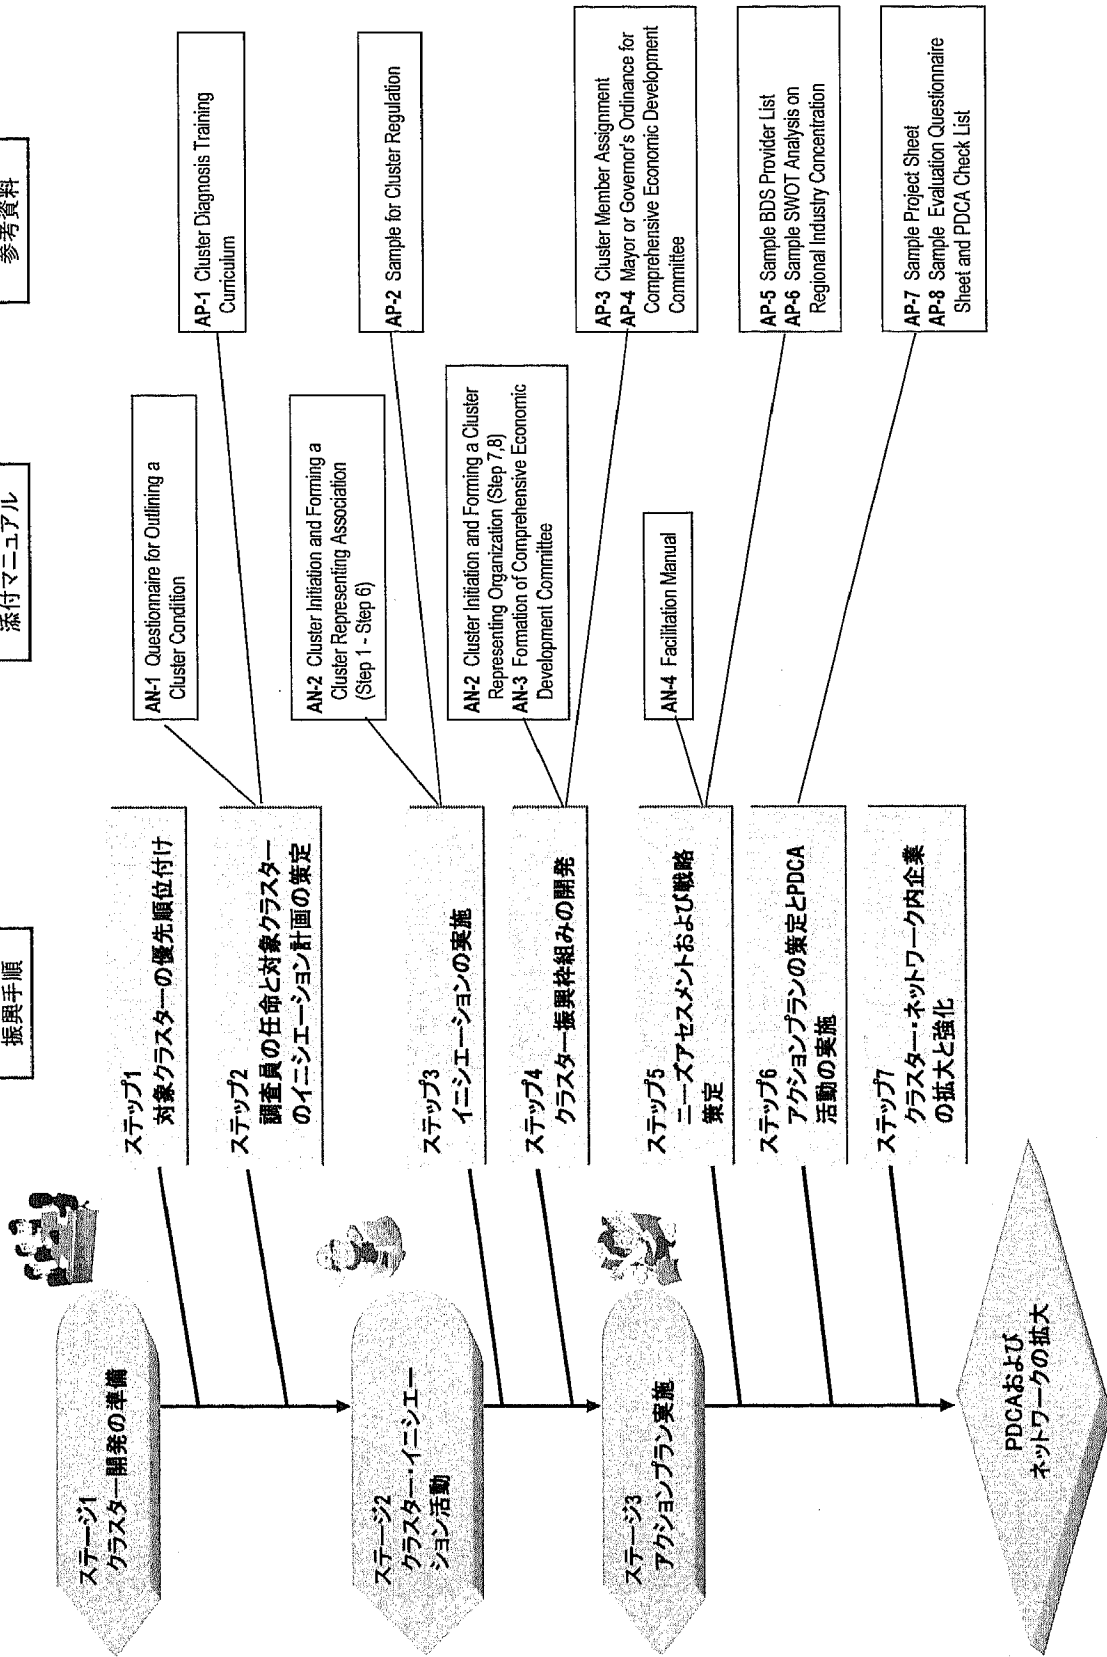 振興手順
添付マニュアル
参考資料
ステージ1
クラスター開発の準備
ステップ1
対象クラスターの優先順位付け
ステップ2
調査員の任命と対象クラスター
のイニシエーション計画の策定
AN-1 Questionnaire for Outlining a
Cluster Condition
AP-1 Cluster Diagnosis Training
Curriculum
ステージ2
クラスター・イニシエー
ション活動
ステップ3
イニシエーションの実施
ステップ4
クラスター振興枠組みの開発
AN-2 Cluster Initiation and Forming a
Cluster Representing Association
(Step 1 - Step 6)
AP-2 Sample for Cluster Regulation
AN-2 Cluster Initiation and Forming a Cluster
Representing Organization (Step 7,8)
AN-3 Formation of Comprehensive Economic
Development Committee
AP-3 Cluster Member Assignment
AP-4 Mayor or Governor's Ordinance for
Comprehensive Economic Development
Committee
ステージ3
アクションプラン実施
ステップ5
ニーズアセスメントおよび戦略
策定
ステップ6
アクションプランの策定とPDCA
活動の実施
ステップ7
クラスター・ネットワーク内企業
の拡大と強化
AN-4 Facilitation Manual
AP-5 Sample BDS Provider List
AP-6 Sample SWOT Analysis on
Regional Industry Concentration
AP-7 Sample Project Sheet
AP-8 Sample Evaluation Questionnaire
Sheet and PDCA Check List
PDCAおよび
ネットワークの拡大